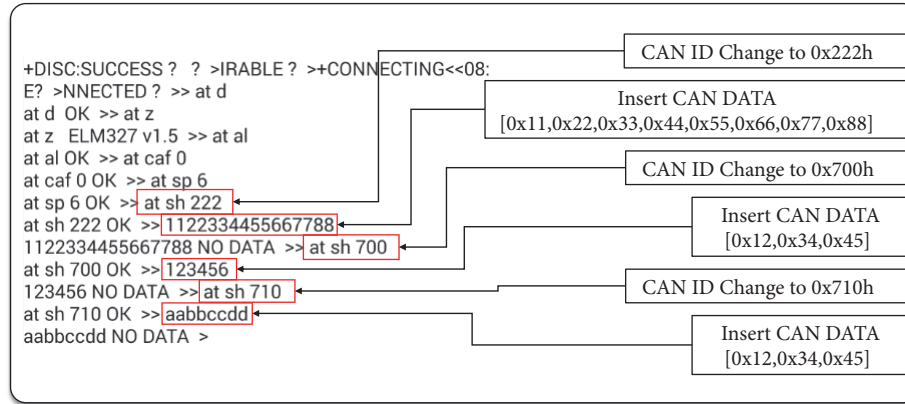 +DISC:SUCCESS ? ? >IRABLE ? >+CONNECTING<<08:
E? >NNECTED ? >> at d
at d OK >> at z
at z ELM327 v1.5 >> at al
at al OK >> at caf 0
at caf 0 OK >> at sp 6
at sp 6 OK >> at sh 222
at sh 222 OK >> 1122334455667788
1122334455667788 NO DATA >> at sh 700
at sh 700 OK >> 123456
123456 NO DATA >> at sh 710
at sh 710 OK >> aabbccdd
aabbccdd NO DATA >
CAN ID Change to 0x222h
Insert CAN DATA
[0x11,0x22,0x33,0x44,0x55,0x66,0x77,0x88]
CAN ID Change to 0x700h
Insert CAN DATA
[0x12,0x34,0x45]
CAN ID Change to 0x710h
Insert CAN DATA
[0x12,0x34,0x45]